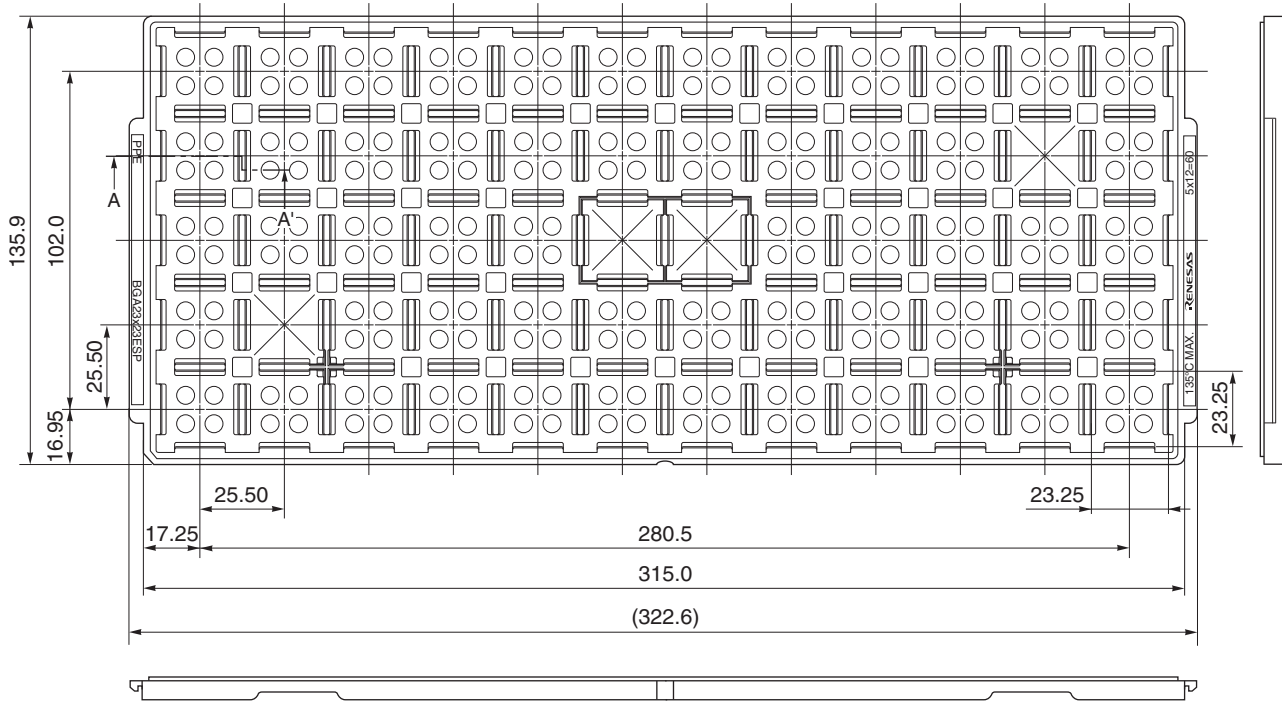 PPE
BGA23x23ESP
A
A'
5x12=60
RENESAS
135°C MAX.
135.9
102.0
25.50
16.95
23.25
25.50
23.25
17.25
280.5
315.0
(322.6)